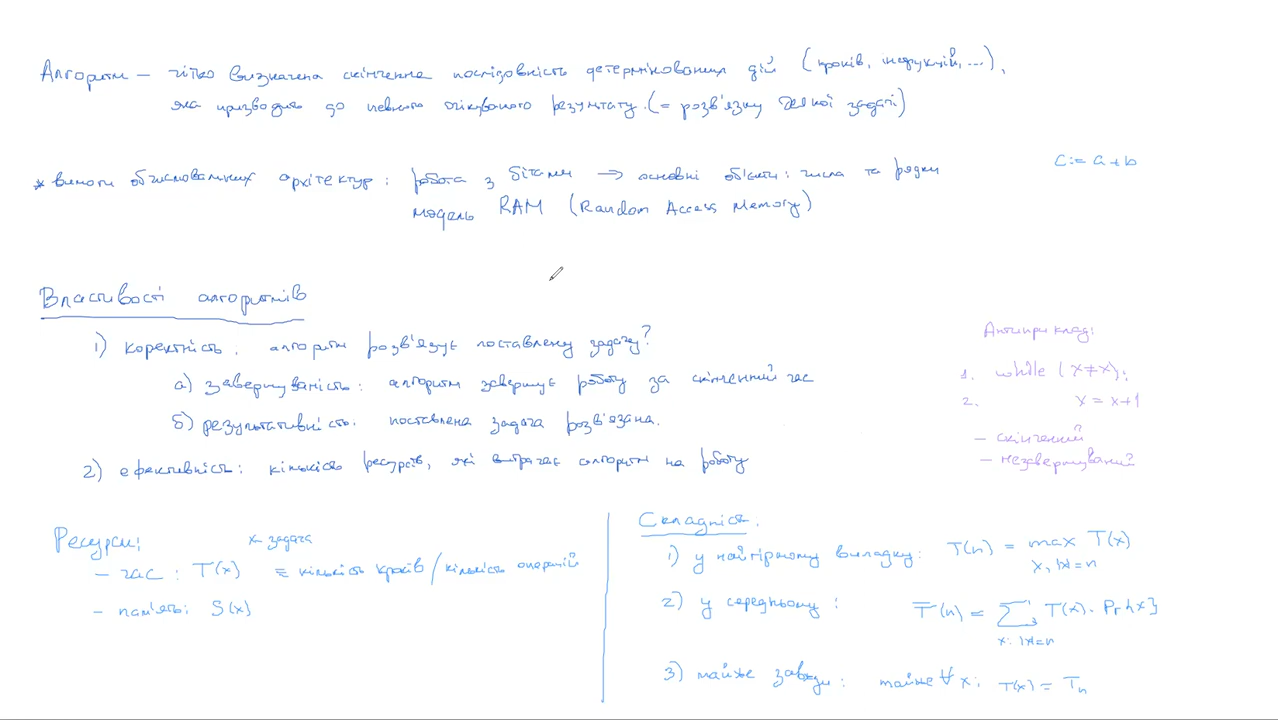 Алгоритм — чітко визначена скінченна послідовність детермінованих дій (кроків, інструкцій, ...),
яка призводить до певного очікуваного результату. (= розв'язку деякої задачі)
c := a + b
* вимоги обчислювальних архітектур: робота з бітами → основні об'єкти: числа та рядки
модель RAM (Random Access Memory)
Властивості алгоритмів
1) коректність: алгоритм розв'язує поставлену задачу?
а) завершуваність: алгоритм завершує роботу за скінченний час
б) результативність: поставлена задача розв'язана.
2) ефективність: кількість ресурсів, які витрачає алгоритм на роботу
Антиприклад:
1. while (x≠x);
2. x = x+1
— скінчений
— незавершуваний
Ресурси:
x – задача
— час: T(x) = кількість кроків / кількість операцій
— пам'ять: S(x)
Складність.
1) у найгіршому випадку: T(n) = max T(x)
x, |x|=n
2) у середньому: T̅(n) = ∑ T(x) · Pr{x}
x: |x|=n
3) майже завжди: майже ∀ x: T(x) = Tn